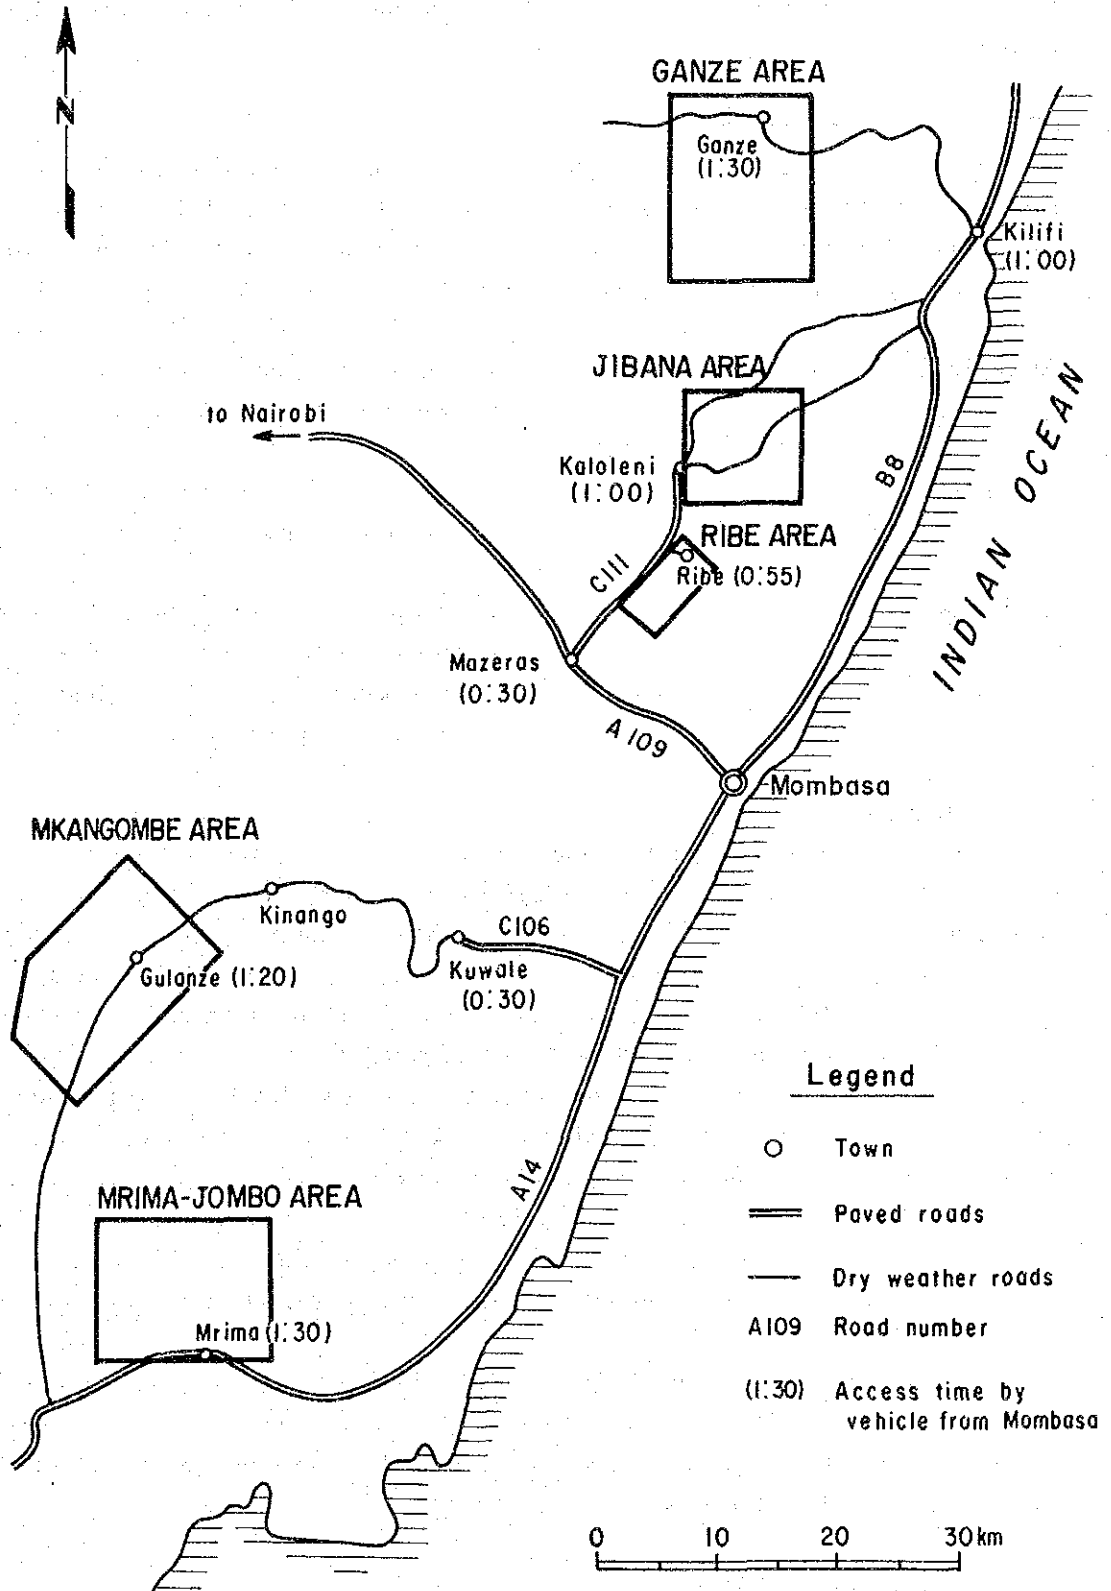 N
GANZE AREA
Ganze
(1:30)
Kilifi
(1:00)
JIBANA AREA
to Nairobi
Kaloleni
(1:00)
B8
INDIAN OCEAN
RIBE AREA
C111
Ribe (0:55)
Mazeras
(0:30)
A 109
Mombasa
MKANGOMBE AREA
Kinango
C106
Gulanze (1:20)
Kuwale
(0:30)
Legend
Town
A14
MRIMA-JOMBO AREA
Paved roads
Dry weather roads
Mrima (1:30)
A109 Road number
(1:30) Access time by
vehicle from Mombasa
0 10 20 30 km